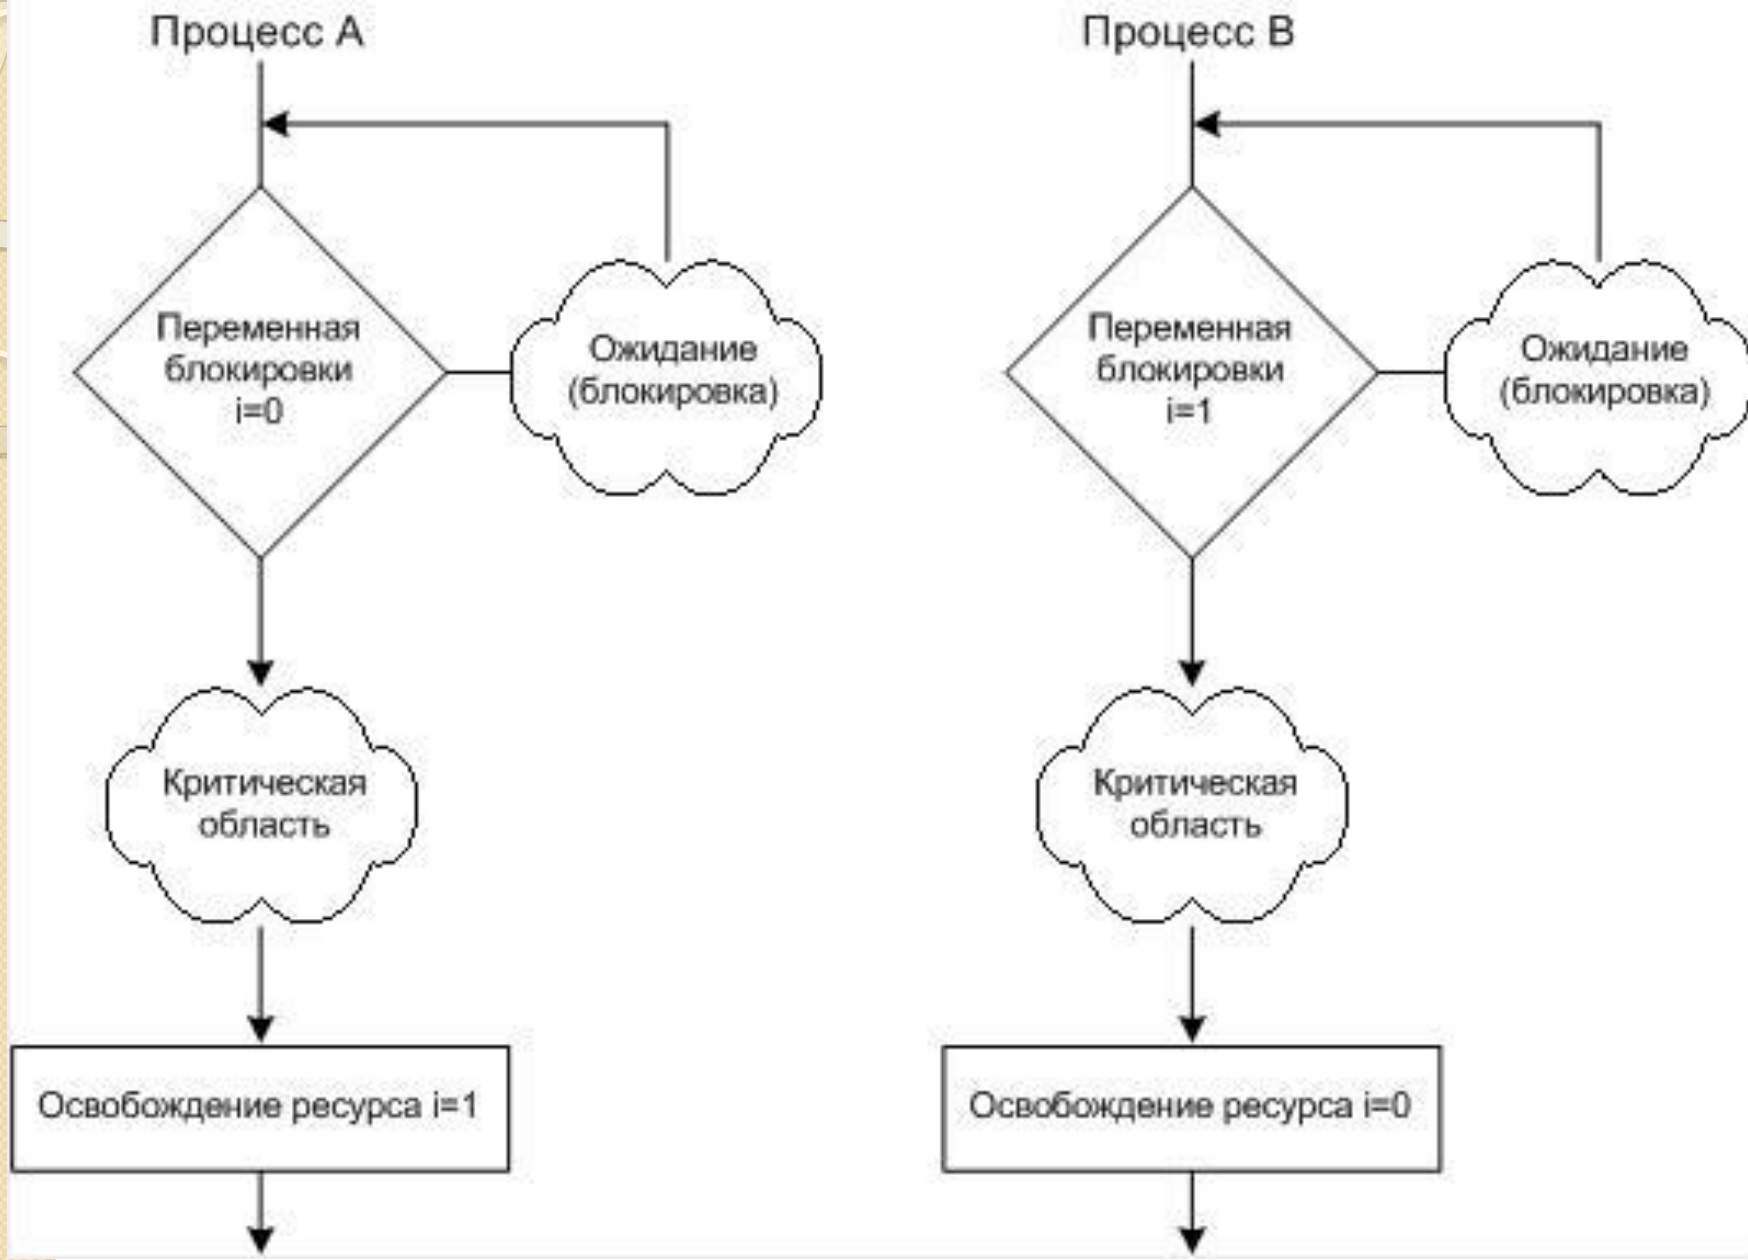 Процесс А
Процесс В
Переменная
блокировки
i=0
Ожидание
(блокировка)
Переменная
блокировки
i=1
Ожидание
(блокировка)
Критическая
область
Критическая
область
Освобождение ресурса i=1
Освобождение ресурса i=0